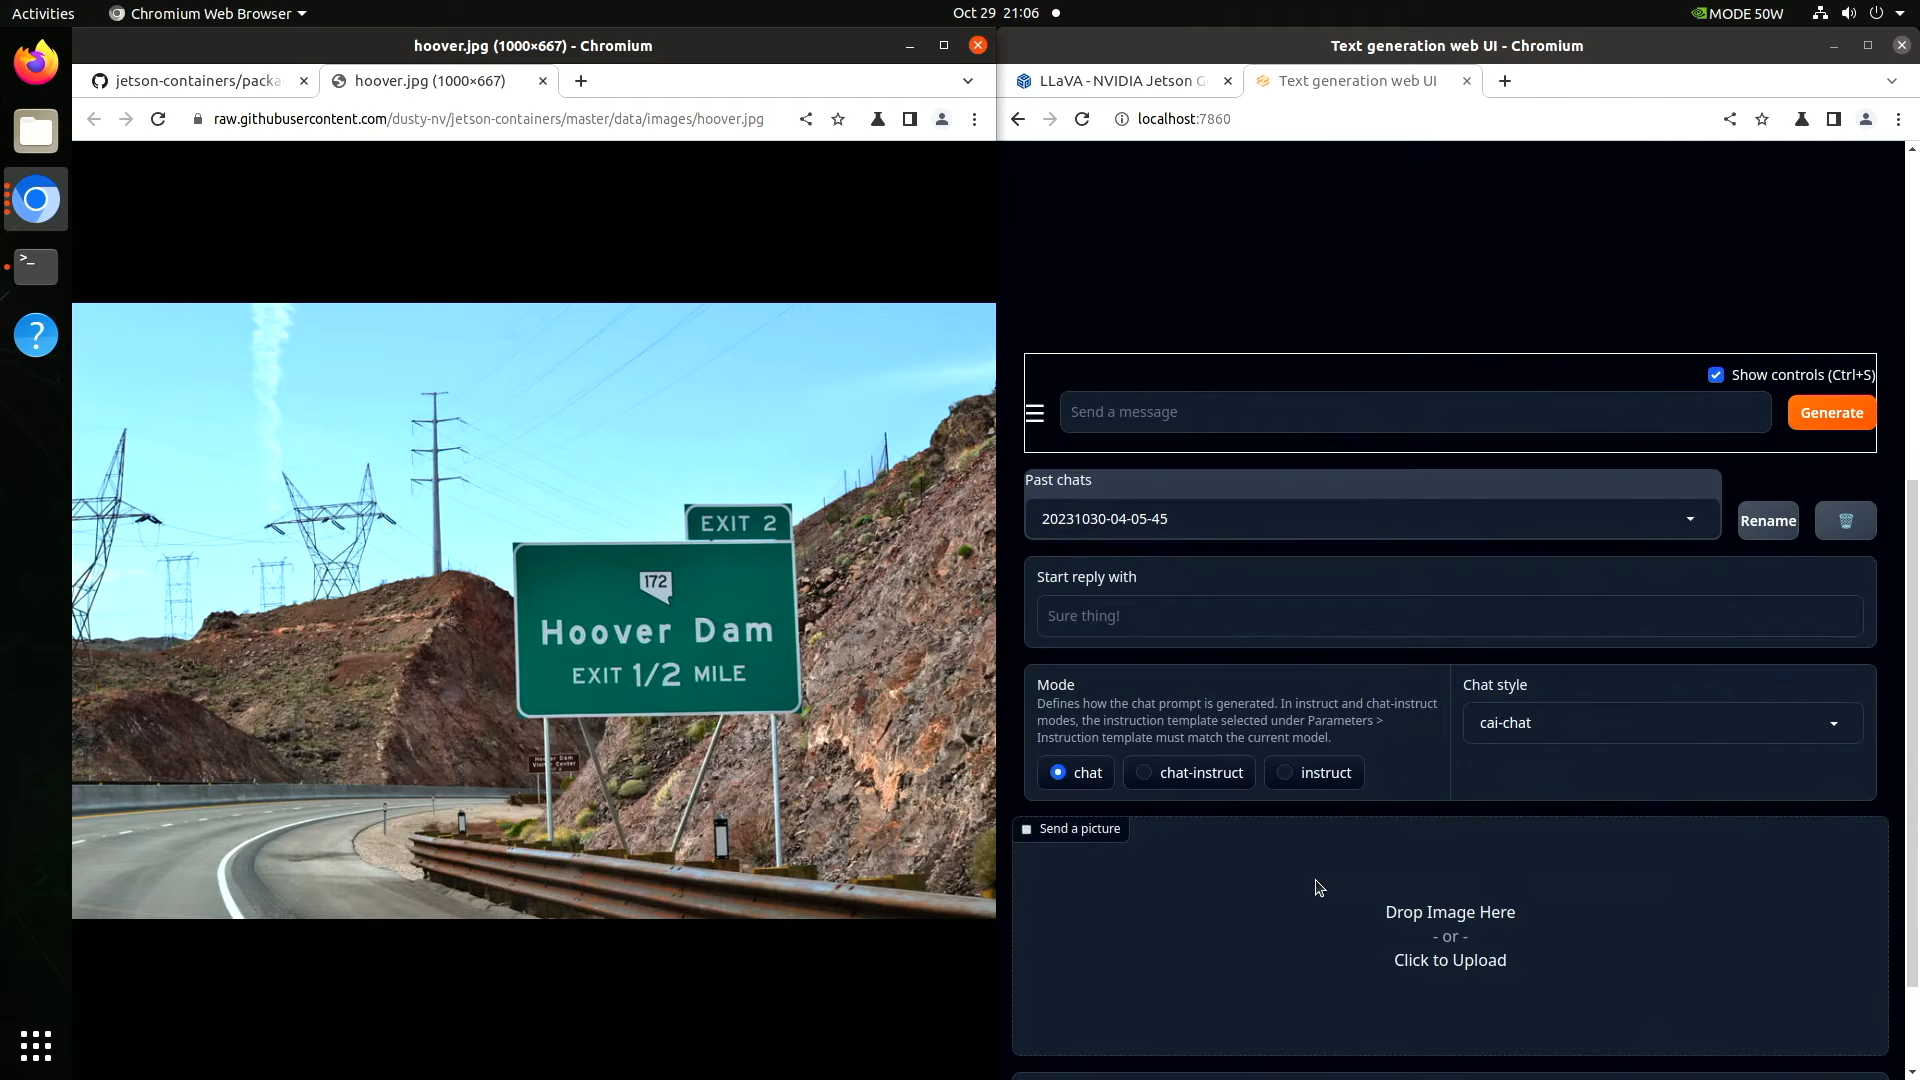 Activities
Chromium Web Browser
Oct 29 21:06
MODE 50W
hoover.jpg (1000×667) - Chromium
jetson-containers/packa
hoover.jpg (1000×667)
raw.githubusercontent.com/dusty-nv/jetson-containers/master/data/images/hoover.jpg
EXIT 2
172
Hoover Dam
EXIT 1/2 MILE
Hoover Dam
Visitor Center
Text generation web UI - Chromium
LLaVA - NVIDIA Jetson G
Text generation web UI
localhost:7860
Show controls (Ctrl+S)
Send a message
Generate
Past chats
20231030-04-05-45
Rename
Start reply with
Sure thing!
Mode
Defines how the chat prompt is generated. In instruct and chat-instruct
modes, the instruction template selected under Parameters >
Instruction template must match the current model.
chat
chat-instruct
instruct
Chat style
cai-chat
Send a picture
Drop Image Here
- or -
Click to Upload